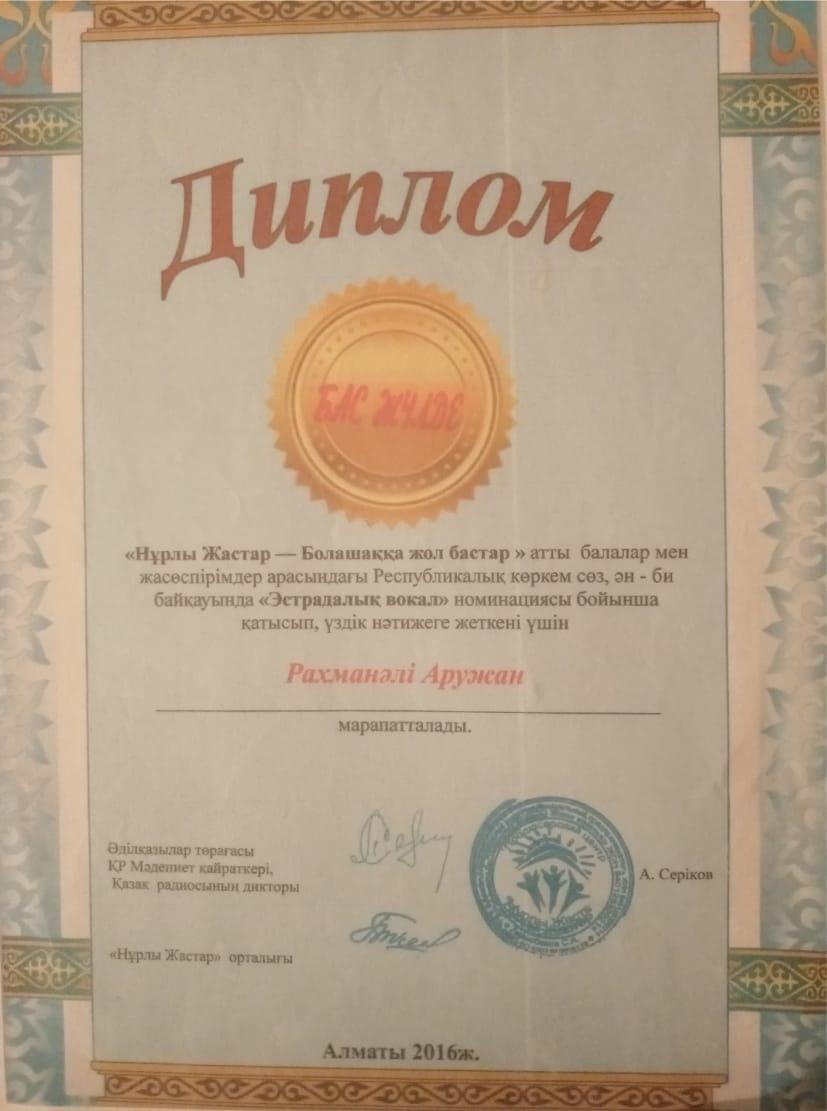 Диплом
БАС ЖҮЛДЕ
«Нұрлы Жастар — Болашаққа жол бастар » атты балалар мен
жасөспірімдер арасындағы Республикалық көркем сөз, ән - би
байқауында «Эстрадалық вокал» номинациясы бойынша
қатысып, үздік нәтижеге жеткені үшін
Рахманәлі Аружан
марапатталады.
Әділқазылар төрағасы
ҚР Мәдениет қайраткері,
Қазақ радиосының дикторы
А. Серіков
«Нұрлы Жастар» орталығы
Алматы 2016ж.